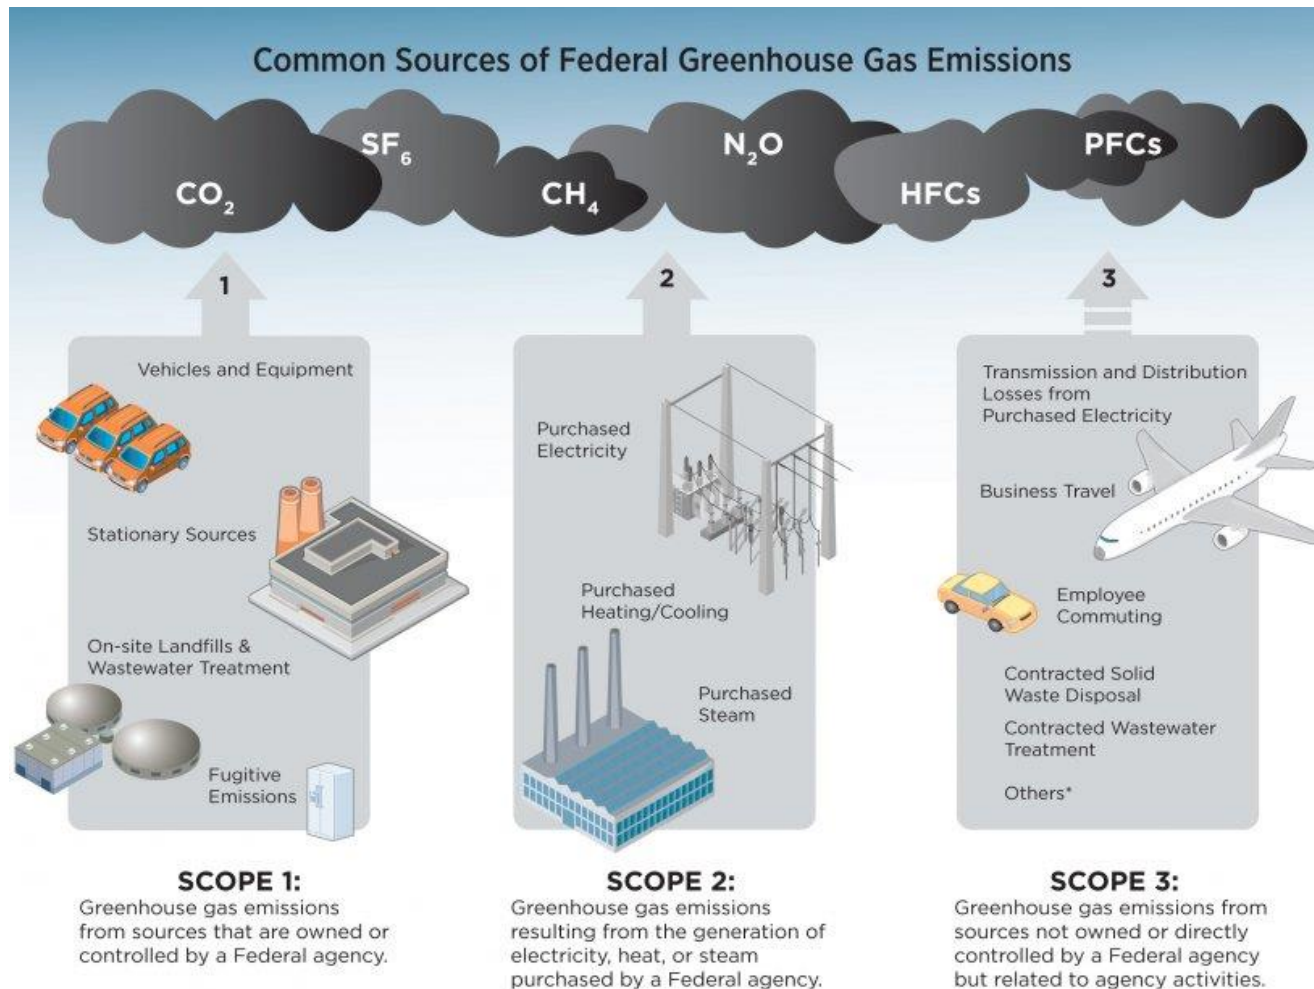 Common Sources of Federal Greenhouse Gas Emissions
SF₆
N₂O
PFCs
CO₂
CH₄
HFCs
1
2
3
Vehicles and Equipment
Stationary Sources
On-site Landfills &
Wastewater Treatment
Fugitive
Emissions
Purchased
Electricity
Purchased
Heating/Cooling
Purchased
Steam
Transmission and Distribution
Losses from
Purchased Electricity
Business Travel
Employee
Commuting
Contracted Solid
Waste Disposal
Contracted Wastewater
Treatment
Others*
SCOPE 1:
Greenhouse gas emissions
from sources that are owned or
controlled by a Federal agency.
SCOPE 2:
Greenhouse gas emissions
resulting from the generation of
electricity, heat, or steam
purchased by a Federal agency.
SCOPE 3:
Greenhouse gas emissions from
sources not owned or directly
controlled by a Federal agency
but related to agency activities.